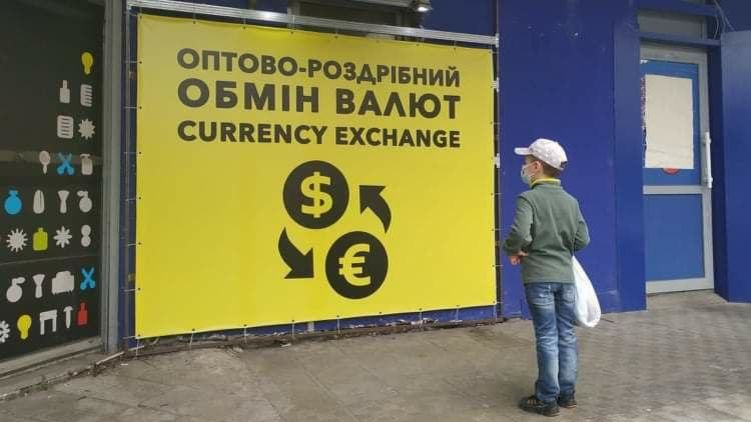 ОПТОВО-РОЗДРІБНИЙ
ОБМІН ВАЛЮТ
CURRENCY EXCHANGE
$
€